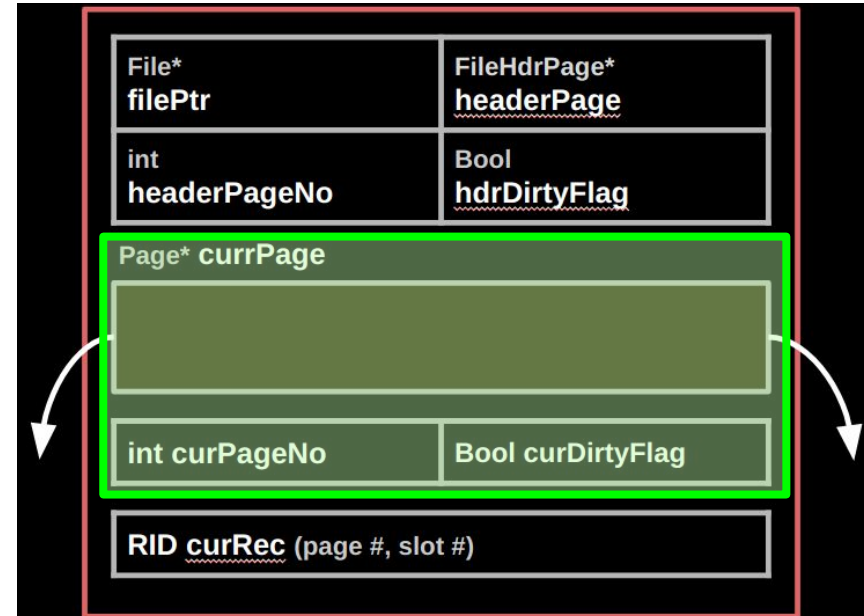 File*
filePtr
FileHdrPage*
headerPage
int
headerPageNo
Bool
hdrDirtyFlag
Page* currPage
int curPageNo
Bool curDirtyFlag
RID curRec (page #, slot #)